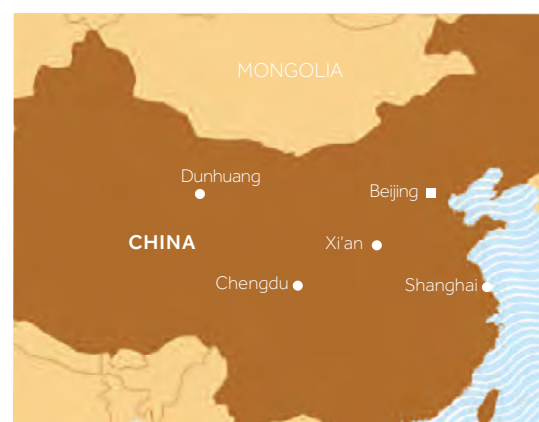 MONGOLIA
Dunhuang
Beijing
CHINA
Xi'an
Chengdu
Shanghai